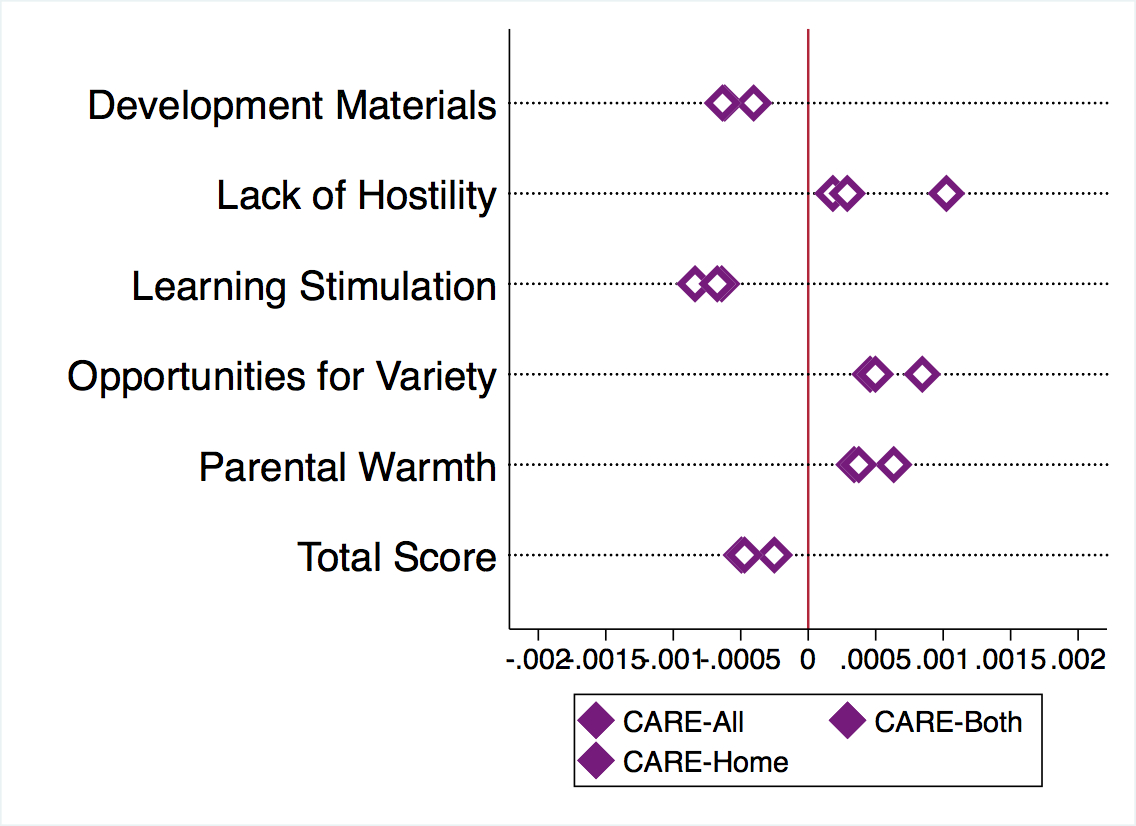 Development Materials
Lack of Hostility
Learning Stimulation
Opportunities for Variety
Parental Warmth
Total Score
-.002 -.0015 -.001 -.0005 0 .0005 .001 .0015 .002
CARE-All CARE-Both
CARE-Home